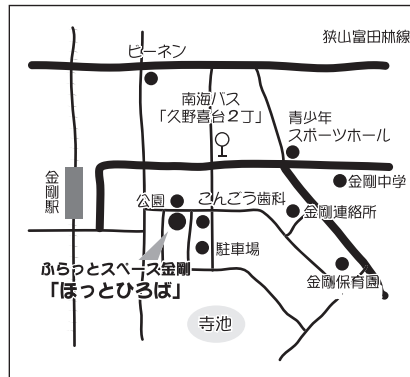 狭山富田林線
ピーネン
南海バス
「久野喜台２丁」
青少年
スポーツホール
金剛駅
金剛中学
公園
こんごう歯科
金剛連絡所
駐車場
ふらっとスペース金剛
「ほっとひろば」
金剛保育園
寺池